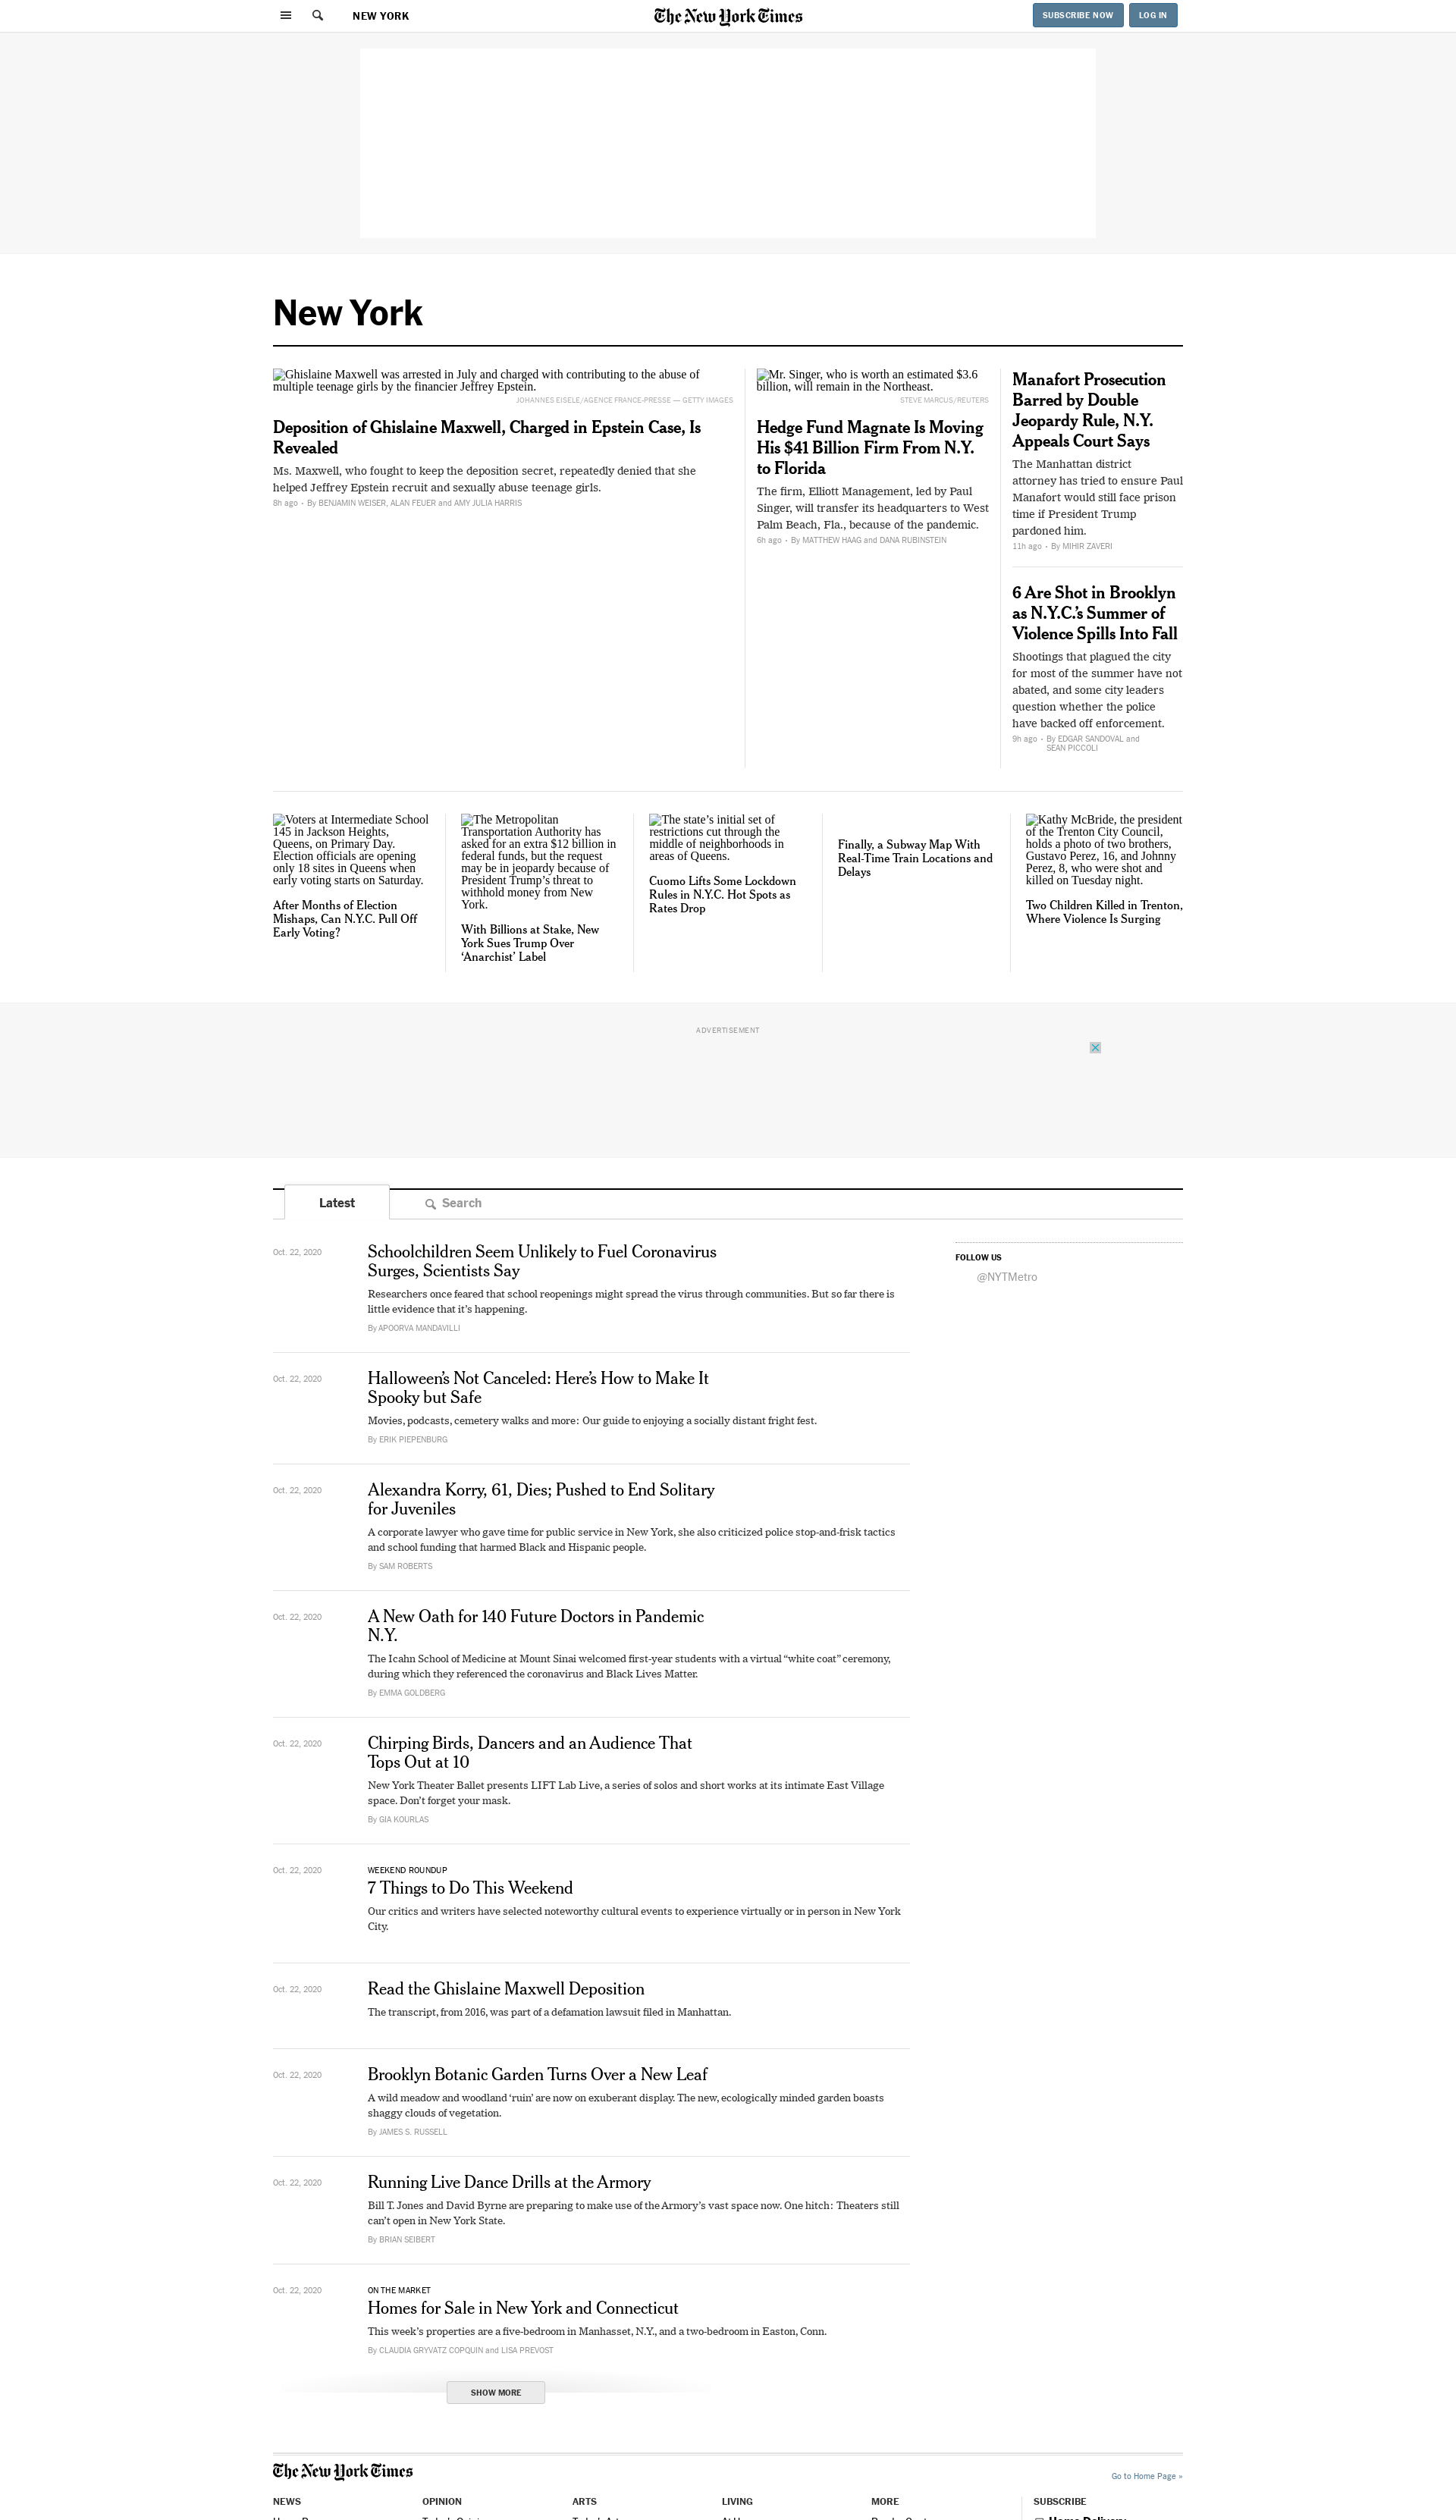 NEW YORK
The New York Times
SUBSCRIBE NOW
LOG IN
New York
Ghislaine Maxwell was arrested in July and charged with contributing to the abuse of
multiple teenage girls by the financier Jeffrey Epstein.
JOHANNES EISELE/AGENCE FRANCE-PRESSE — GETTY IMAGES
Deposition of Ghislaine Maxwell, Charged in Epstein Case, Is
Revealed
Ms. Maxwell, who fought to keep the deposition secret, repeatedly denied that she
helped Jeffrey Epstein recruit and sexually abuse teenage girls.
8h ago • By BENJAMIN WEISER, ALAN FEUER and AMY JULIA HARRIS
Mr. Singer, who is worth an estimated $3.6
billion, will remain in the Northeast.
STEVE MARCUS/REUTERS
Hedge Fund Magnate Is Moving
His $41 Billion Firm From N.Y.
to Florida
The firm, Elliott Management, led by Paul
Singer, will transfer its headquarters to West
Palm Beach, Fla., because of the pandemic.
6h ago • By MATTHEW HAAG and DANA RUBINSTEIN
Manafort Prosecution
Barred by Double
Jeopardy Rule, N.Y.
Appeals Court Says
The Manhattan district
attorney has tried to ensure Paul
Manafort would still face prison
time if President Trump
pardoned him.
11h ago • By MIHIR ZAVERI
6 Are Shot in Brooklyn
as N.Y.C.’s Summer of
Violence Spills Into Fall
Shootings that plagued the city
for most of the summer have not
abated, and some city leaders
question whether the police
have backed off enforcement.
9h ago • By EDGAR SANDOVAL and
SEAN PICCOLI
Voters at Intermediate School
145 in Jackson Heights,
Queens, on Primary Day.
Election officials are opening
only 18 sites in Queens when
early voting starts on Saturday.
After Months of Election
Mishaps, Can N.Y.C. Pull Off
Early Voting?
The Metropolitan
Transportation Authority has
asked for an extra $12 billion in
federal funds, but the request
may be in jeopardy because of
President Trump’s threat to
withhold money from New
York.
With Billions at Stake, New
York Sues Trump Over
‘Anarchist’ Label
The state’s initial set of
restrictions cut through the
middle of neighborhoods in
areas of Queens.
Cuomo Lifts Some Lockdown
Rules in N.Y.C. Hot Spots as
Rates Drop
Finally, a Subway Map With
Real-Time Train Locations and
Delays
Kathy McBride, the president
of the Trenton City Council,
holds a photo of two brothers,
Gustavo Perez, 16, and Johnny
Perez, 8, who were shot and
killed on Tuesday night.
Two Children Killed in Trenton,
Where Violence Is Surging
ADVERTISEMENT
Latest
Search
Oct. 22, 2020
Schoolchildren Seem Unlikely to Fuel Coronavirus
Surges, Scientists Say
Researchers once feared that school reopenings might spread the virus through communities. But so far there is
little evidence that it’s happening.
By APOORVA MANDAVILLI
FOLLOW US
@NYTMetro
Oct. 22, 2020
Halloween’s Not Canceled: Here’s How to Make It
Spooky but Safe
Movies, podcasts, cemetery walks and more: Our guide to enjoying a socially distant fright fest.
By ERIK PIEPENBURG
Oct. 22, 2020
Alexandra Korry, 61, Dies; Pushed to End Solitary
for Juveniles
A corporate lawyer who gave time for public service in New York, she also criticized police stop-and-frisk tactics
and school funding that harmed Black and Hispanic people.
By SAM ROBERTS
Oct. 22, 2020
A New Oath for 140 Future Doctors in Pandemic
N.Y.
The Icahn School of Medicine at Mount Sinai welcomed first-year students with a virtual “white coat” ceremony,
during which they referenced the coronavirus and Black Lives Matter.
By EMMA GOLDBERG
Oct. 22, 2020
Chirping Birds, Dancers and an Audience That
Tops Out at 10
New York Theater Ballet presents LIFT Lab Live, a series of solos and short works at its intimate East Village
space. Don’t forget your mask.
By GIA KOURLAS
Oct. 22, 2020
WEEKEND ROUNDUP
7 Things to Do This Weekend
Our critics and writers have selected noteworthy cultural events to experience virtually or in person in New York
City.
Oct. 22, 2020
Read the Ghislaine Maxwell Deposition
The transcript, from 2016, was part of a defamation lawsuit filed in Manhattan.
Oct. 22, 2020
Brooklyn Botanic Garden Turns Over a New Leaf
A wild meadow and woodland ‘ruin’ are now on exuberant display. The new, ecologically minded garden boasts
shaggy clouds of vegetation.
By JAMES S. RUSSELL
Oct. 22, 2020
Running Live Dance Drills at the Armory
Bill T. Jones and David Byrne are preparing to make use of the Armory’s vast space now. One hitch: Theaters still
can’t open in New York State.
By BRIAN SEIBERT
Oct. 22, 2020
ON THE MARKET
Homes for Sale in New York and Connecticut
This week’s properties are a five-bedroom in Manhasset, N.Y., and a two-bedroom in Easton, Conn.
By CLAUDIA GRYVATZ COPQUIN and LISA PREVOST
SHOW MORE
The New York Times
Go to Home Page »
NEWS
OPINION
ARTS
LIVING
MORE
SUBSCRIBE